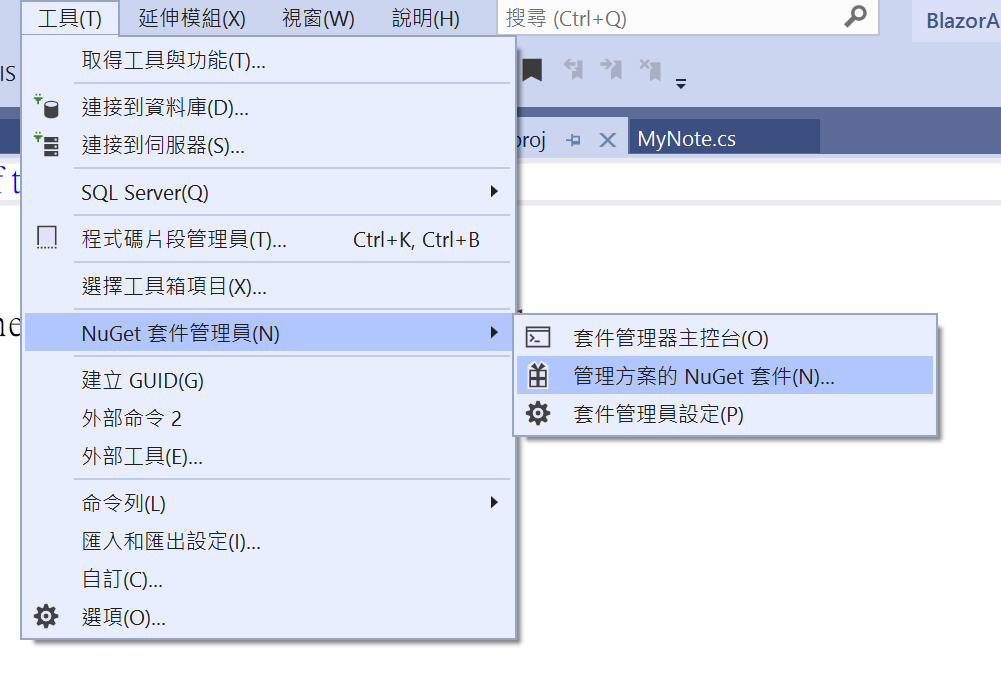 工具(T) 延伸模組(X) 視窗(W) 說明(H) 搜尋 (Ctrl+Q) BlazorA
IS
取得工具與功能(T)...
連接到資料庫(D)...
連接到伺服器(S)...
SQL Server(Q)
程式碼片段管理員(T)... Ctrl+K, Ctrl+B
選擇工具箱項目(X)...
NuGet 套件管理員(N)
建立 GUID(G)
外部命令 2
外部工具(E)...
命令列(L)
匯入和匯出設定(I)...
自訂(C)...
選項(O)...
roj MyNote.cs
套件管理器主控台(O)
管理方案的 NuGet 套件(N)...
套件管理員設定(P)